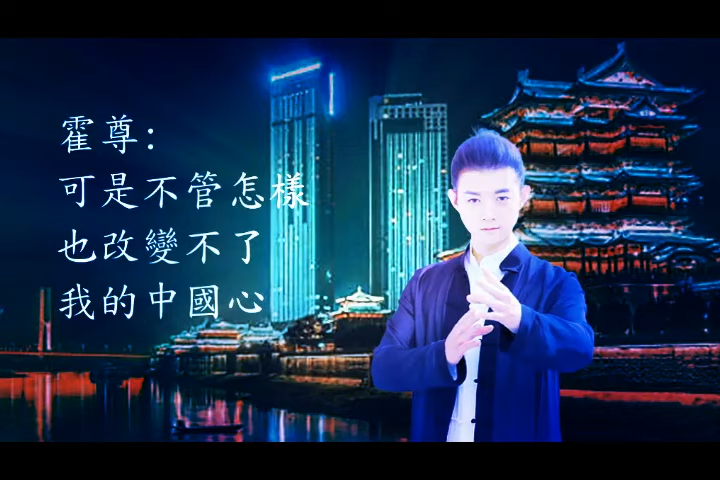 霍尊:
可是不管怎樣
也改變不了
我的中國心